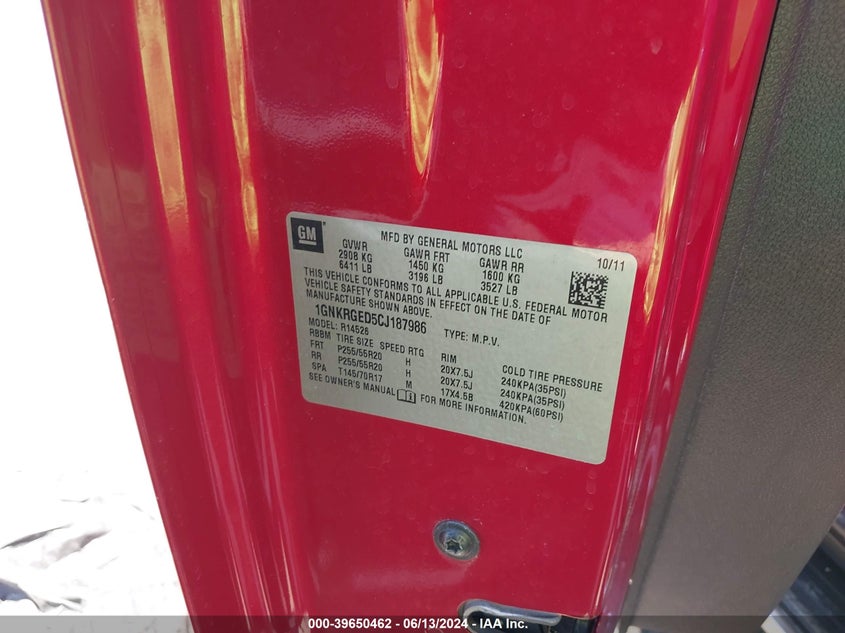 GM
MFD BY GENERAL MOTORS LLC
10/11
GVWR GAWR FRT GAWR RR
2908 KG 1450 KG 1600 KG
6411 LB 3196 LB 3527 LB
THIS VEHICLE CONFORMS TO ALL APPLICABLE U.S. FEDERAL MOTOR
VEHICLE SAFETY STANDARDS IN EFFECT ON THE DATE OF
MANUFACTURE SHOWN ABOVE.
1GNKRGED5CJ187986 TYPE: M.P.V.
MODEL: R14526
RBBM TIRE SIZE SPEED RTG RIM COLD TIRE PRESSURE
FRT P255/55R20 H 20X7.5J 240KPA(35PSI)
RR P255/55R20 H 20X7.5J 240KPA(35PSI)
SPA T145/70R17 M 17X4.5B 420KPA(60PSI)
SEE OWNER'S MANUAL FOR MORE INFORMATION.
000-39650462 - 06/13/2024 - IAA Inc.